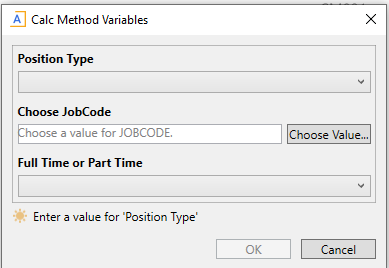 Calc Method Variables
Position Type
Choose JobCode
Choose a value for JOBCODE.
Choose Value...
Full Time or Part Time
Enter a value for 'Position Type'
OK
Cancel